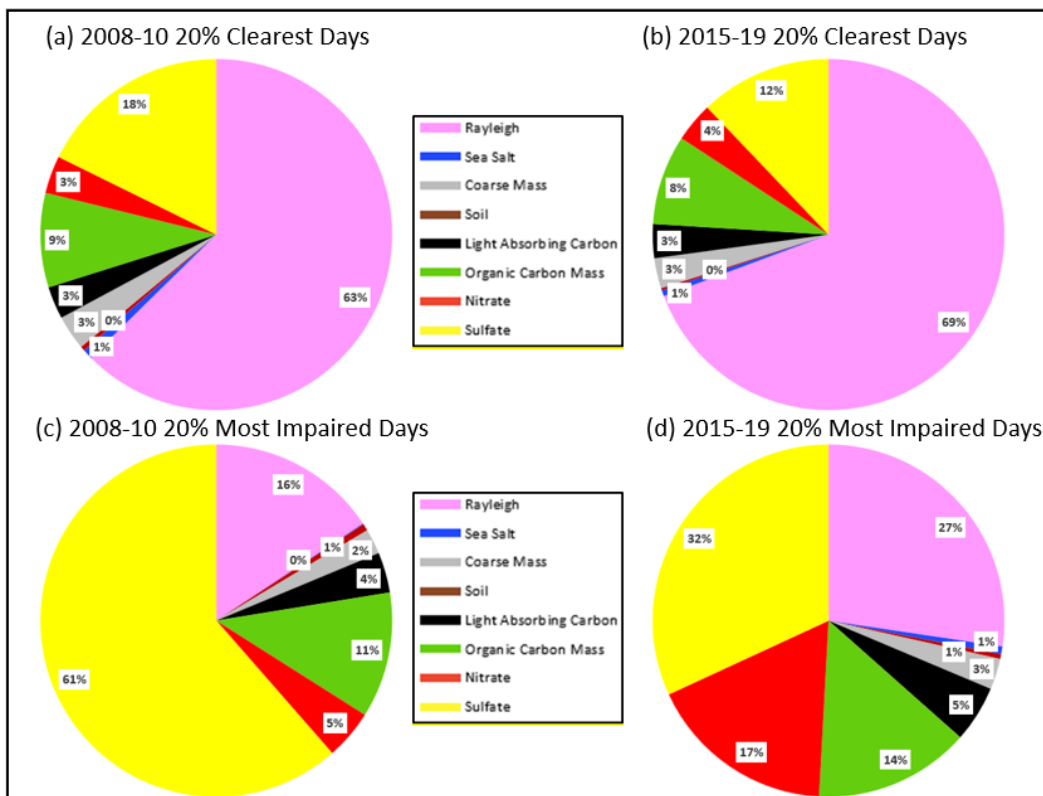 (a) 2008-10 20% Clearest Days
18%
3%
9%
3%
3%
0%
1%
63%
Rayleigh
Sea Salt
Coarse Mass
Soil
Light Absorbing Carbon
Organic Carbon Mass
Nitrate
Sulfate
(b) 2015-19 20% Clearest Days
12%
4%
8%
3%
3%
0%
1%
69%
(c) 2008-10 20% Most Impaired Days
16%
0%
1%
2%
4%
11%
5%
61%
Rayleigh
Sea Salt
Coarse Mass
Soil
Light Absorbing Carbon
Organic Carbon Mass
Nitrate
Sulfate
(d) 2015-19 20% Most Impaired Days
27%
32%
1%
1%
3%
5%
14%
17%